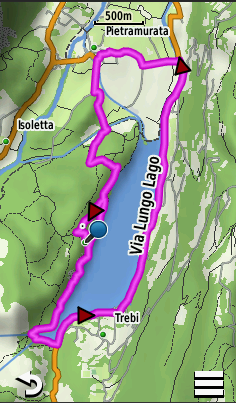 500m
Pietramurata
Isoletta
Via Lungo Lago
Trebi